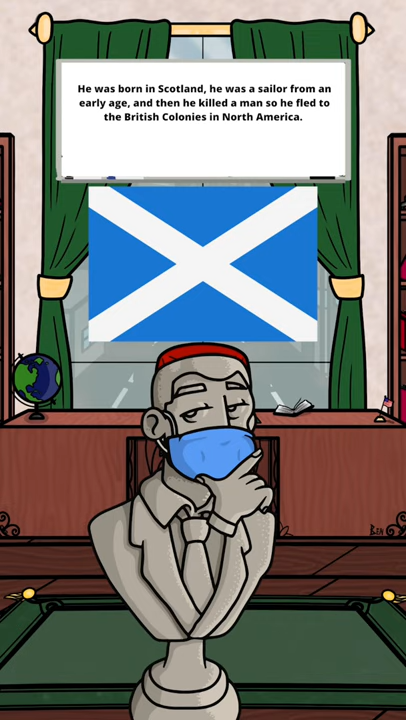 He was born in Scotland, he was a sailor from an
early age, and then he killed a man so he fled to
the British Colonies in North America.